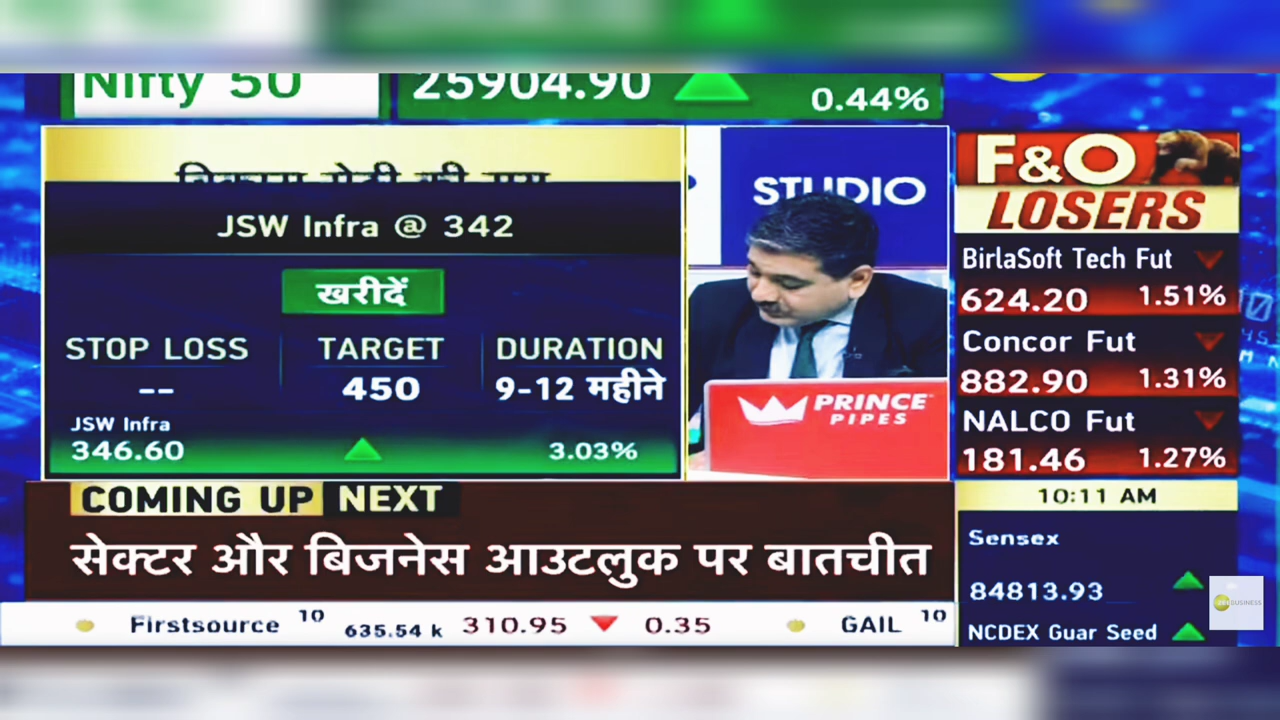 Nifty 50
25904.90 0.44%
JSW Infra @ 342
खरीदें
STOP LOSS TARGET DURATION
-- 450 9-12 महीने
JSW Infra
346.60 3.03%
STUDIO
PRINCE
PIPES
F&O
LOSERS
BirlaSoft Tech Fut
624.20 1.51%
Concor Fut
882.90 1.31%
NALCO Fut
181.46 1.27%
10:11 AM
Sensex
84813.93
NCDEX Guar Seed
COMING UP NEXT
सेक्टर और बिजनेस आउटलुक पर बातचीत
Firstsource 10 635.54 k 310.95 0.35 GAIL 10
BUSINESS